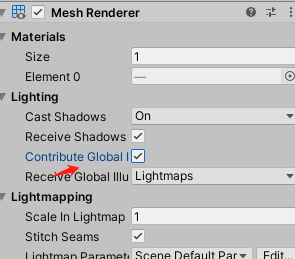 Mesh Renderer
Materials
Size 1
Element 0 —
Lighting
Cast Shadows On
Receive Shadows
Contribute Global I
Receive Global Illu Lightmaps
Lightmapping
Scale In Lightmap 1
Stitch Seams
Lightmap Paramete Scene Default Par Edit...